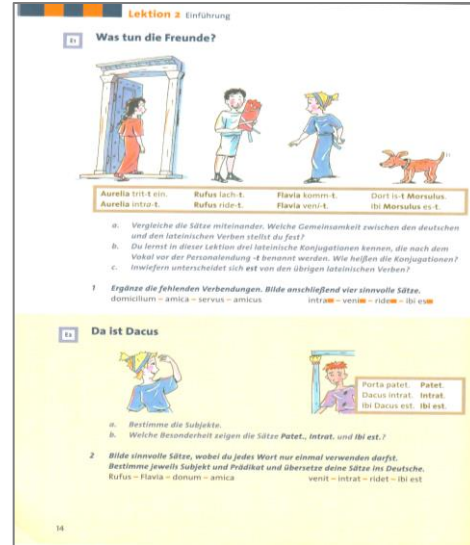 Lektion 2 Einführung
E1 Was tun die Freunde?
Aurelia trit-t ein. Rufus lach-t. Flavia komm-t. Dort is-t Morsulus.
Aurelia intra-t. Rufus ride-t. Flavia veni-t. Ibi Morsulus es-t.
a. Vergleiche die Sätze miteinander. Welche Gemeinsamkeit zwischen den deutschen
und den lateinischen Verben stellst du fest?
b. Du lernst in dieser Lektion drei lateinische Konjugationen kennen, die nach dem
Vokal vor der Personalendung -t benannt werden. Wie heißen die Konjugationen?
c. Inwiefern unterscheidet sich est von den übrigen lateinischen Verben?
1 Ergänze die fehlenden Verbendungen. Bilde anschließend vier sinnvolle Sätze.
domicilium – amica – servus – amicus intra – veni – ride – ibi es
E2 Da ist Dacus
Porta patet. Patet.
Dacus intrat. Intrat.
Ibi Dacus est. Ibi est.
a. Bestimme die Subjekte.
b. Welche Besonderheit zeigen die Sätze Patet., Intrat. und Ibi est.?
2 Bilde sinnvolle Sätze, wobei du jedes Wort nur einmal verwenden darfst.
Bestimme jeweils Subjekt und Prädikat und übersetze deine Sätze ins Deutsche.
Rufus – Flavia – donum – amica venit – intrat – ridet – ibi est
14